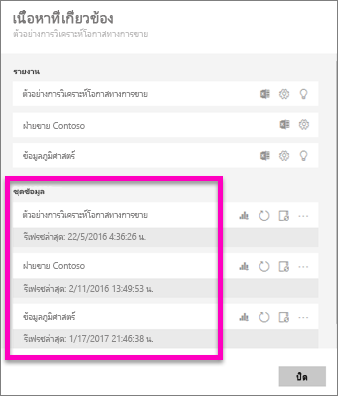 เนื้อหาที่เกี่ยวข้อง
ตัวอย่างการวิเคราะห์โอกาสทางการขาย
รายงาน
ตัวอย่างการวิเคราะห์โอกาสทางการขาย
ฝ่ายขาย Contoso
ข้อมูลภูมิศาสตร์
ชุดข้อมูล
ตัวอย่างการวิเคราะห์โอกาสทางการขาย
รีเฟรชล่าสุด: 22/5/2016 4:36:26 น.
ฝ่ายขาย Contoso
รีเฟรชล่าสุด: 2/11/2016 13:49:53 น.
ข้อมูลภูมิศาสตร์
รีเฟรชล่าสุด: 1/17/2017 21:46:38 น.
ปิด